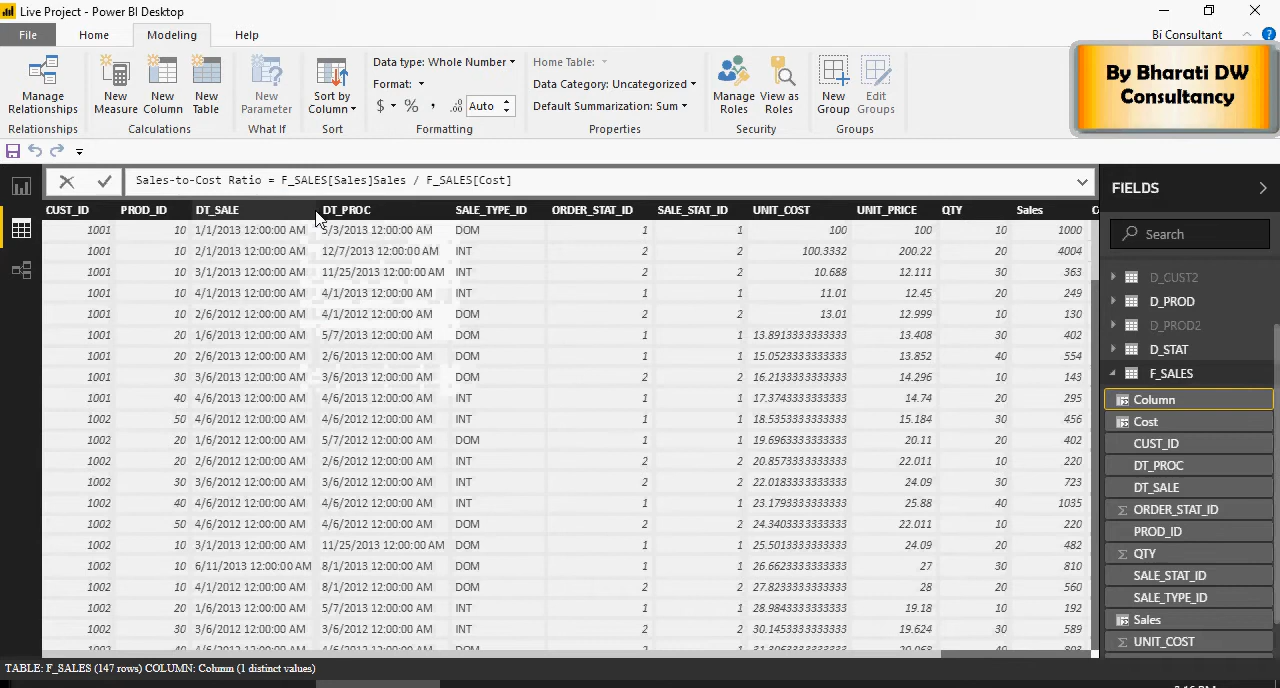 Live Project - Power BI Desktop
File Home Modeling Help
Bi Consultant
By Bharati DW
Consultancy
Manage
Relationships
Relationships
New
Measure
New
Column
New
Table
Calculations
New
Parameter
What If
Sort by
Column
Sort
Data type: Whole Number
Format:
$ % , .00 Auto
Formatting
Home Table:
Data Category: Uncategorized
Default Summarization: Sum
Properties
Manage
Roles
View as
Roles
Security
New
Group
Edit
Groups
Groups
Sales-to-Cost Ratio = F_SALES[Sales]Sales / F_SALES[Cost]
CUST_ID PROD_ID DT_SALE DT_PROC SALE_TYPE_ID ORDER_STAT_ID SALE_STAT_ID UNIT_COST UNIT_PRICE QTY Sales
1001 10 1/1/2013 12:00:00 AM 5/3/2013 12:00:00 AM DOM 1 1 100 100 10 1000
1001 10 2/1/2013 12:00:00 AM 12/7/2013 12:00:00 AM INT 2 2 100.3332 200.22 20 4004
1001 10 3/1/2013 12:00:00 AM 11/25/2013 12:00:00 AM INT 2 2 10.688 12.111 30 363
1001 10 4/1/2013 12:00:00 AM 4/1/2013 12:00:00 AM INT 1 1 11.01 12.45 20 249
1001 10 2/6/2013 12:00:00 AM 4/1/2012 12:00:00 AM DOM 2 2 13.01 12.999 10 130
1001 20 1/6/2013 12:00:00 AM 5/7/2013 12:00:00 AM DOM 1 1 13.8913333333333 13.408 30 402
1001 20 2/6/2013 12:00:00 AM 2/6/2013 12:00:00 AM DOM 1 1 15.0523333333333 13.852 40 554
1001 30 3/6/2013 12:00:00 AM 3/6/2013 12:00:00 AM DOM 2 2 16.2133333333333 14.296 10 143
1001 40 4/6/2013 12:00:00 AM 4/6/2013 12:00:00 AM INT 1 1 17.3743333333333 14.74 20 295
1002 50 4/6/2012 12:00:00 AM 4/6/2013 12:00:00 AM INT 2 2 18.5353333333333 15.184 30 456
1002 20 1/6/2012 12:00:00 AM 5/7/2012 12:00:00 AM DOM 1 1 19.6963333333333 20.11 20 402
1002 20 2/6/2012 12:00:00 AM 2/6/2012 12:00:00 AM INT 2 2 20.8573333333333 22.011 10 220
1002 30 3/6/2012 12:00:00 AM 3/6/2012 12:00:00 AM INT 2 2 22.0183333333333 24.09 30 723
1002 40 4/6/2012 12:00:00 AM 4/6/2013 12:00:00 AM INT 1 1 23.1793333333333 25.88 40 1035
1002 50 4/6/2012 12:00:00 AM 4/6/2012 12:00:00 AM DOM 2 2 24.3403333333333 22.011 10 220
1002 10 3/1/2013 12:00:00 AM 11/25/2013 12:00:00 AM DOM 1 1 25.5013333333333 24.09 20 482
1002 10 6/11/2013 12:00:00 AM 8/1/2013 12:00:00 AM DOM 1 1 26.6623333333333 27 30 810
1002 10 4/1/2013 12:00:00 AM 8/1/2012 12:00:00 AM DOM 2 2 27.8233333333333 28 20 560
1002 20 1/6/2013 12:00:00 AM 5/7/2013 12:00:00 AM INT 1 1 28.9843333333333 19.18 10 192
1002 30 3/6/2012 12:00:00 AM 3/6/2012 12:00:00 AM INT 2 2 30.1453333333333 19.624 30 589
FIELDS
Search
D_CUST2
D_PROD
D_PROD2
D_STAT
F_SALES
Column
Cost
CUST_ID
DT_PROC
DT_SALE
ORDER_STAT_ID
PROD_ID
QTY
SALE_STAT_ID
SALE_TYPE_ID
Sales
UNIT_COST
TABLE: F_SALES (147 rows) COLUMN: Column (1 distinct values)